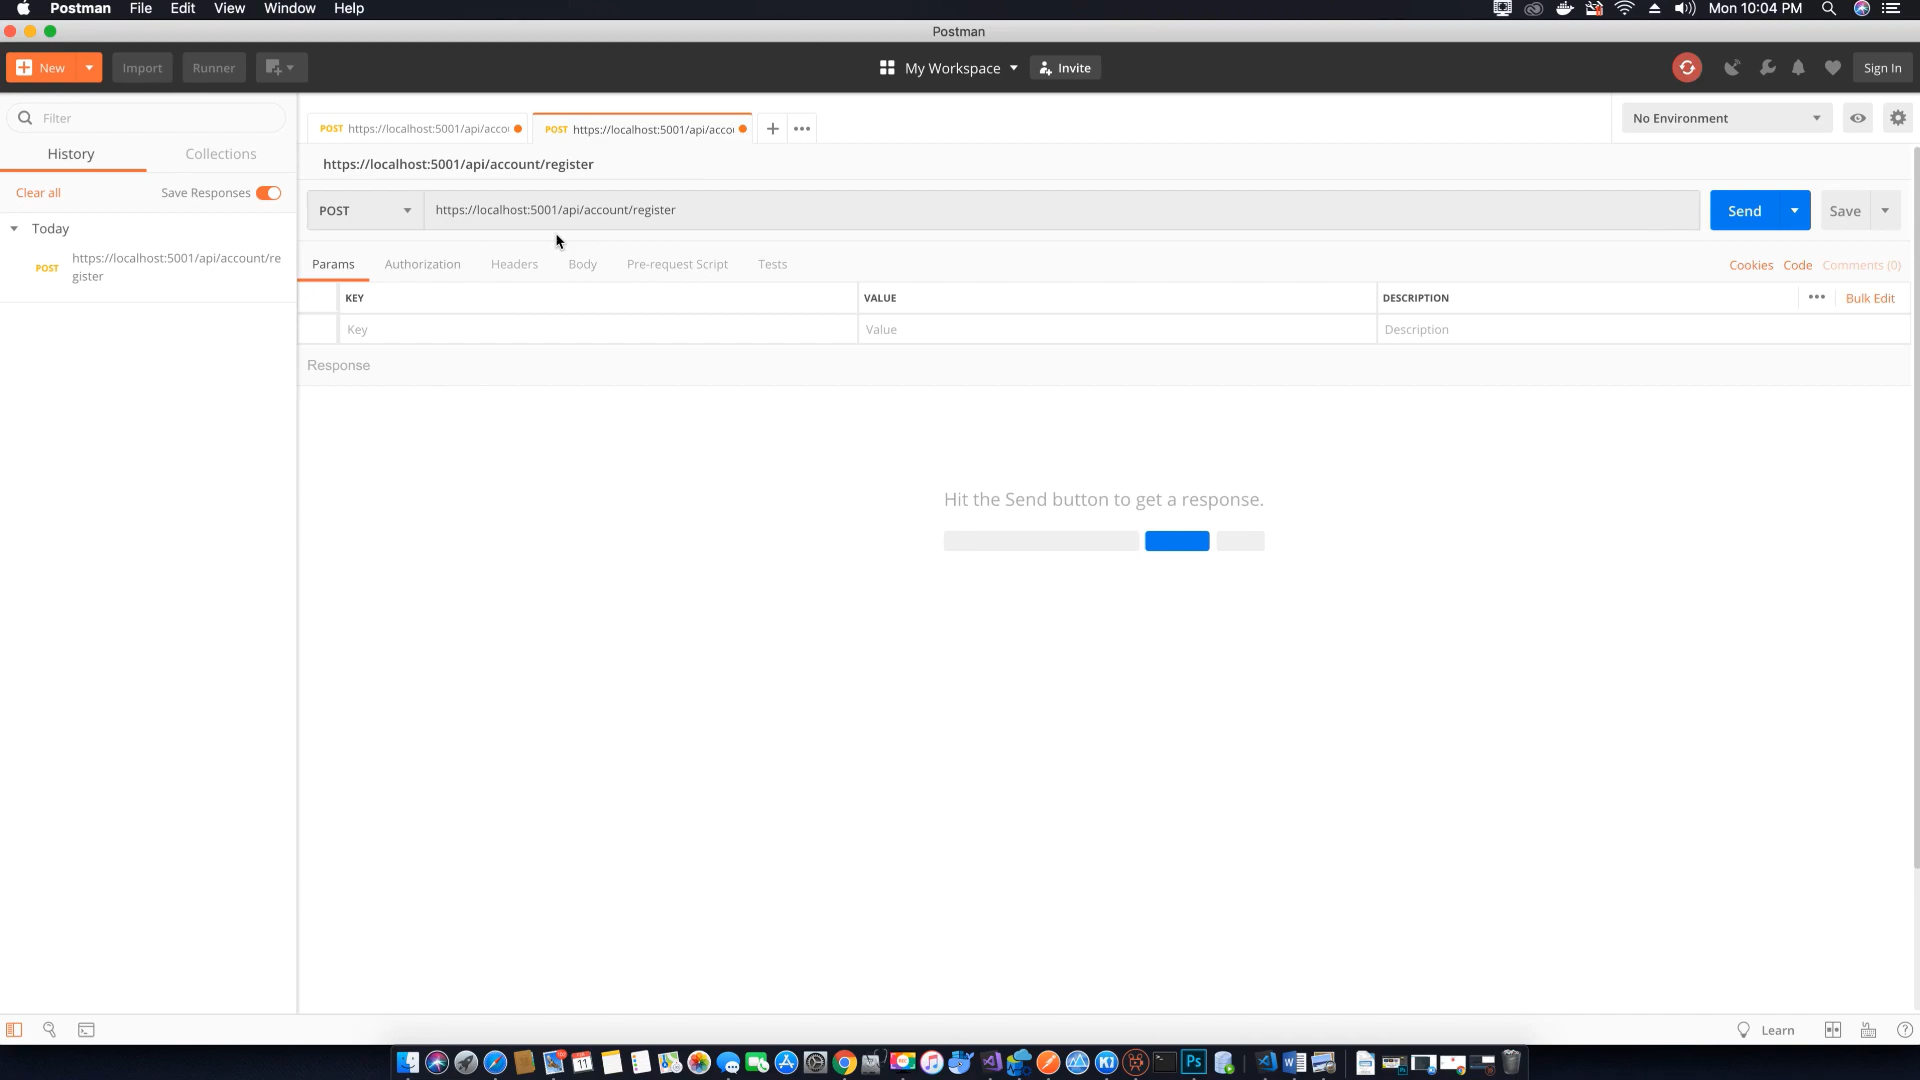 Postman File Edit View Window Help
Mon 10:04 PM
Postman
New Import Runner
My Workspace Invite
Sign In
Filter
POST https://localhost:5001/api/acco
POST https://localhost:5001/api/accou
No Environment
History Collections
https://localhost:5001/api/account/register
Clear all Save Responses
POST https://localhost:5001/api/account/register
Send Save
Today
POST https://localhost:5001/api/account/re
gister
Params Authorization Headers Body Pre-request Script Tests
Cookies Code Comments (0)
KEY VALUE DESCRIPTION Bulk Edit
Key Value Description
Response
Hit the Send button to get a response.
Learn
Ps